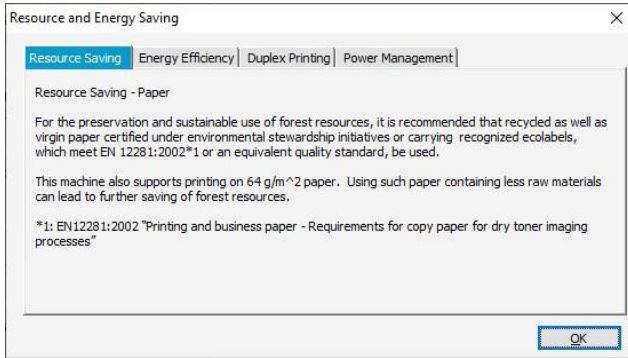 Resource and Energy Saving
Resource Saving Energy Efficiency Duplex Printing Power Management
Resource Saving - Paper
For the preservation and sustainable use of forest resources, it is recommended that recycled as well as
virgin paper certified under environmental stewardship initiatives or carrying recognized ecolabels,
which meet EN 12281:2002*1 or an equivalent quality standard, be used.
This machine also supports printing on 64 g/m^2 paper. Using such paper containing less raw materials
can lead to further saving of forest resources.
*1: EN12281:2002 "Printing and business paper - Requirements for copy paper for dry toner imaging
processes"
OK